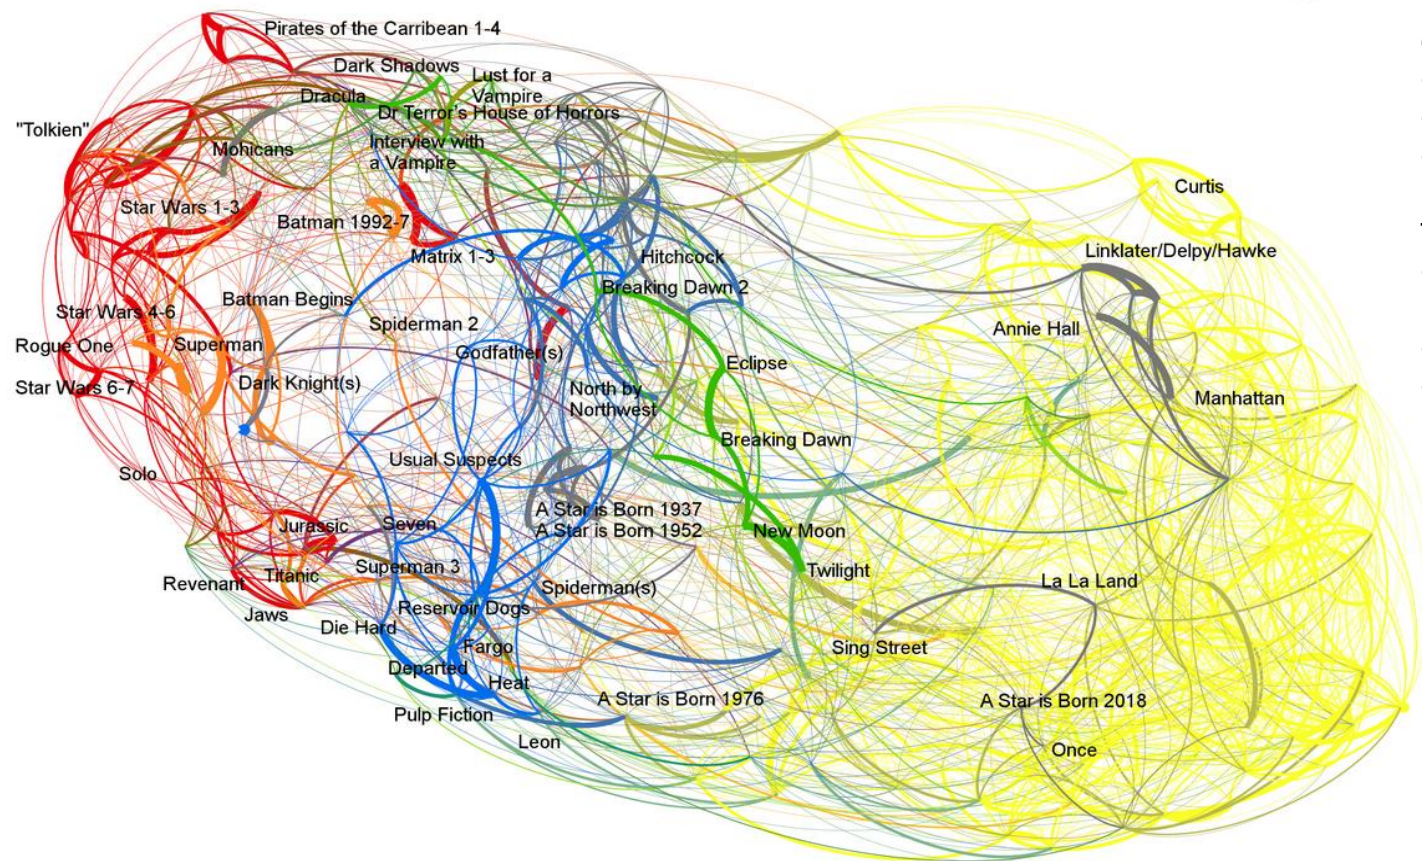 Pirates of the Carribean 1-4
Dark Shadows
Lust for a
Vampire
Dracula
Dr Terror's House of Horrors
"Tolkien"
Mohicans
Interview with
a Vampire
Curtis
Star Wars 1-3
Batman 1992-7
Matrix 1-3
Hitchcock
Linklater/Delpy/Hawke
Breaking Dawn 2
Batman Begins
Star Wars 4-6
Spiderman 2
Annie Hall
Rogue One
Superman
Godfather(s)
Eclipse
Star Wars 6-7
Dark Knight(s)
North by
Northwest
Manhattan
Breaking Dawn
Usual Suspects
Solo
A Star is Born 1937
Jurassic
Seven
A Star is Born 1952
New Moon
Superman 3
Twilight
Revenant
Titanic
La La Land
Spiderman(s)
Jaws
Reservoir Dogs
Die Hard
Fargo
Sing Street
Departed
Heat
A Star is Born 1976
A Star is Born 2018
Pulp Fiction
Leon
Once